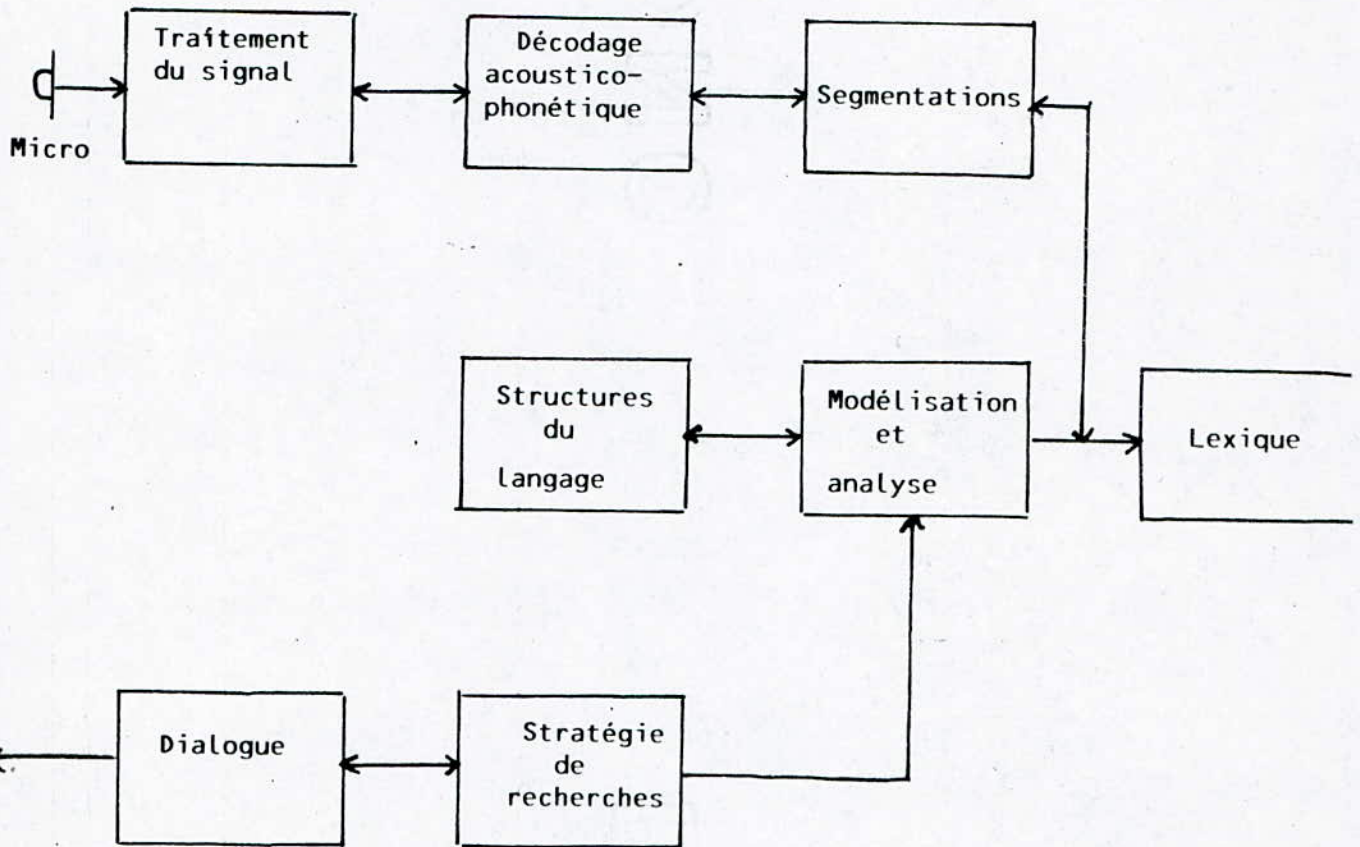 Traitement
du signal
Décodage
acoustico-
phonétique
Segmentations
Micro
Structures
du
langage
Modélisation
et
analyse
Lexique
Dialogue
Stratégie
de
recherches